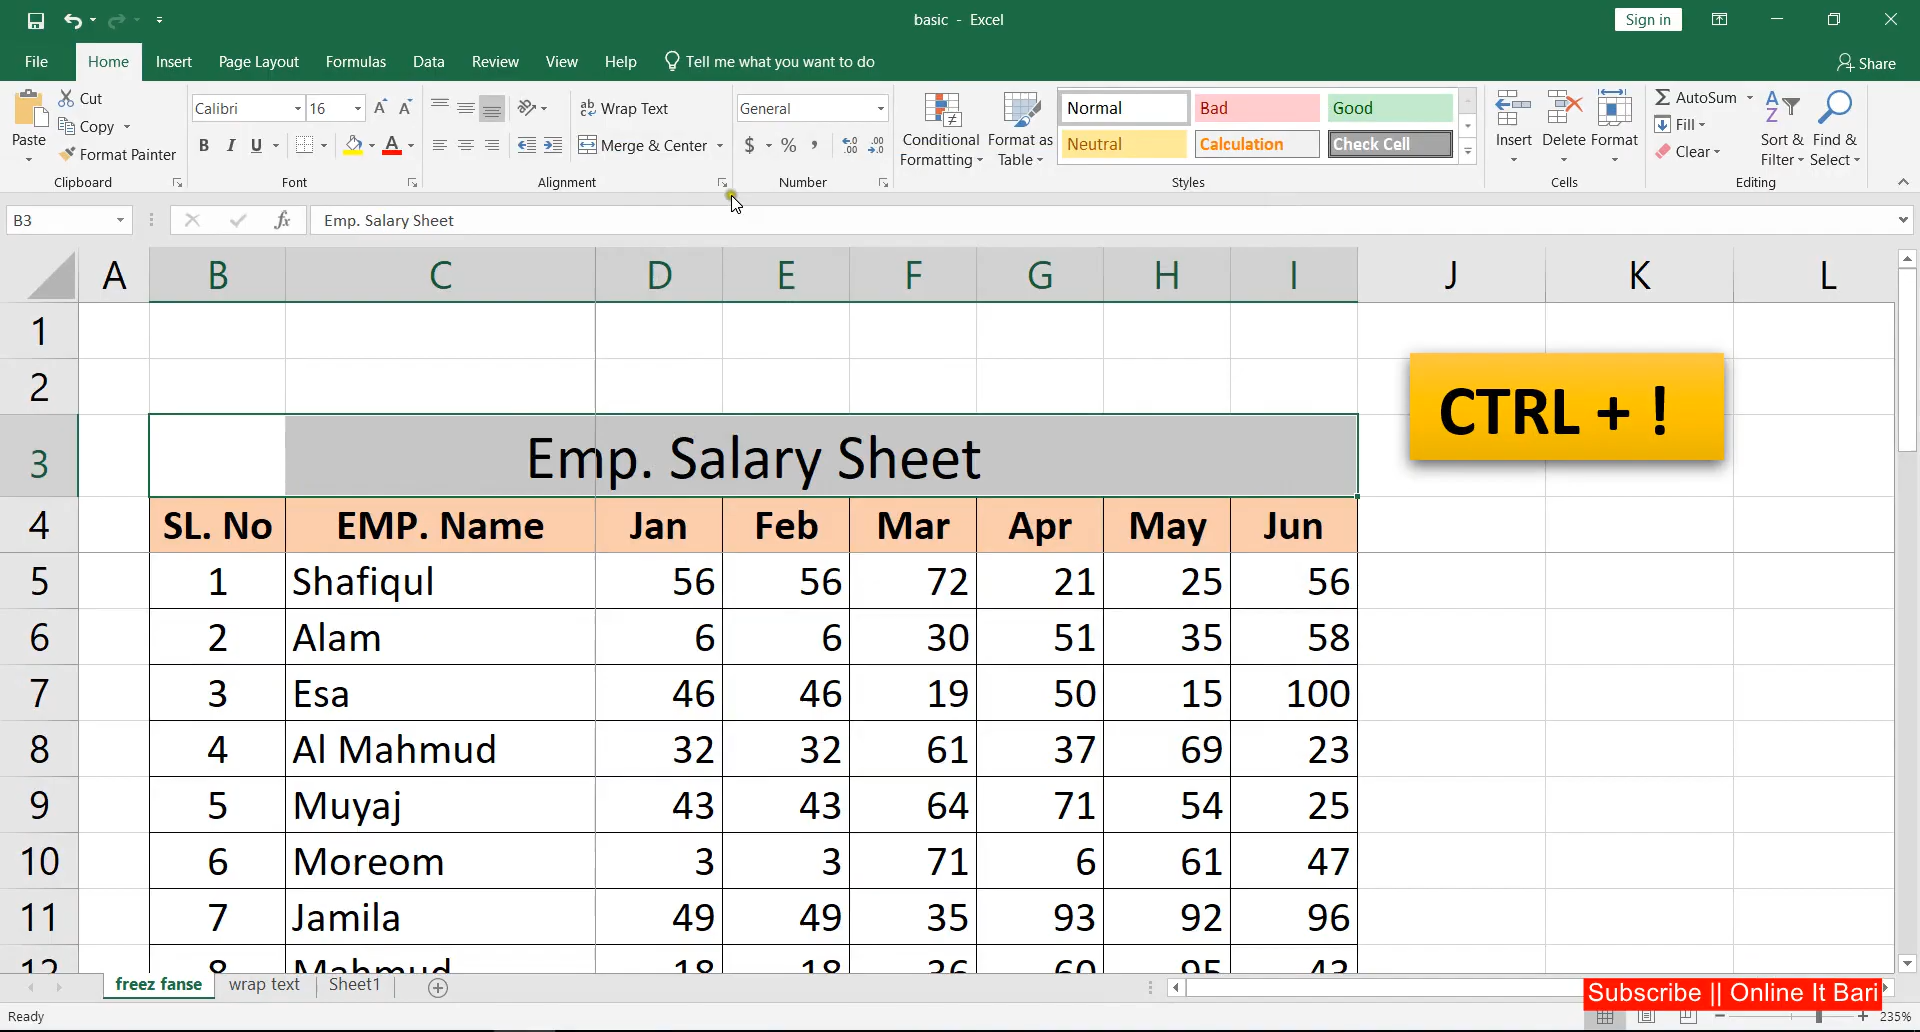 basic - Excel
Sign in
File Home Insert Page Layout Formulas Data Review View Help Tell me what you want to do Share
Paste Cut Copy Format Painter Clipboard
Calibri 16 B I U A Font
Wrap Text Merge & Center Alignment
General $ % , Number
Conditional Formatting Format as Table
Normal Bad Good
Neutral Calculation Check Cell
Styles
Insert Delete Format Cells
AutoSum Fill Clear Sort & Filter Find & Select Editing
B3 fx Emp. Salary Sheet
A B C D E F G H I J K L
1
2
CTRL + !
3 Emp. Salary Sheet
4 SL. No EMP. Name Jan Feb Mar Apr May Jun
5 1 Shafiqul 56 56 72 21 25 56
6 2 Alam 6 6 30 51 35 58
7 3 Esa 46 46 19 50 15 100
8 4 Al Mahmud 32 32 61 37 69 23
9 5 Muyaj 43 43 64 71 54 25
10 6 Moreom 3 3 71 6 61 47
11 7 Jamila 49 49 35 93 92 96
12 8 Mahmud 18 18 36 60 95 43
freez fanse wrap text Sheet1
Subscribe || Online It Bari
Ready 235%